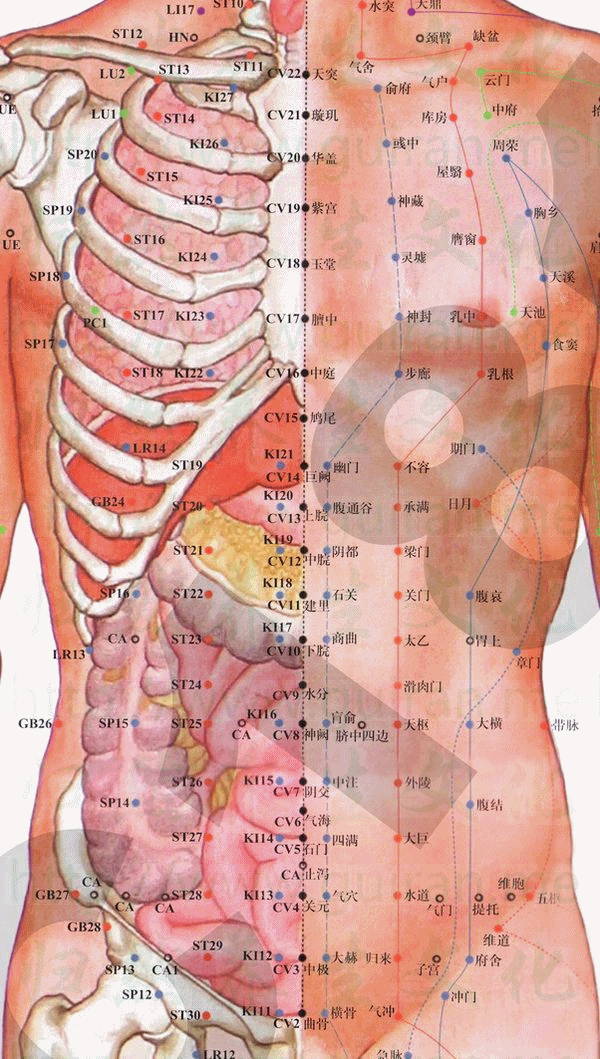 ST10 水突 大鼎
LI17
ST12 HN 颈臂 缺盆
ST11 气舍
LU2 ST13 CV22 天突 气户 云门
KI27 俞府
UE
LU1 ST14 CV21 璇玑 库房 中府
KI26 彧中 周荣
SP20 CV20 华盖
ST15 屋翳
KI25 神藏
SP19 CV19 紫宫 胸乡
UE ST16 膺窗
KI24 灵墟
SP18 CV18 玉堂 天溪
PC1 ST17 KI23 CV17 膻中 神封 乳中 天池
SP17 食窦
ST18 KI22 CV16 中庭 步廊 乳根
CV15 鸠尾
LR14 KI21 期门
ST19 幽门 不容
CV14 巨阙
GB24 KI20 日月
ST20 腹通谷 承满
CV13 上脘
KI19
ST21 阴都 梁门
CV12 中脘
KI18
SP16 ST22 石关 关门 腹哀
CV11 建里
KI17
CA ST23 商曲 太乙 胃上
CV10 下脘
LR13 章门
ST24 滑肉门
CV9 水分
KI16 肓俞
GB26 SP15 ST25 CA CV8 神阙 脐中四边 天枢 大横 带脉
ST26 KI15 中注 外陵
CV7 阴交
SP14 腹结
CV6 气海
ST27 KI14 四满 大巨
CV5 石门
CA 止泻
CA 维胞
GB27 CA CA ST28 KI13 气穴 水道 五枢
CV4 关元 气门 提托
GB28 维道
ST29
SP13 CA1 KI12 CV3 中极 大赫 归来 子宫 府舍
SP12 冲门
ST30 KI11 横骨 气冲
CV2 曲骨
LR12 急脉